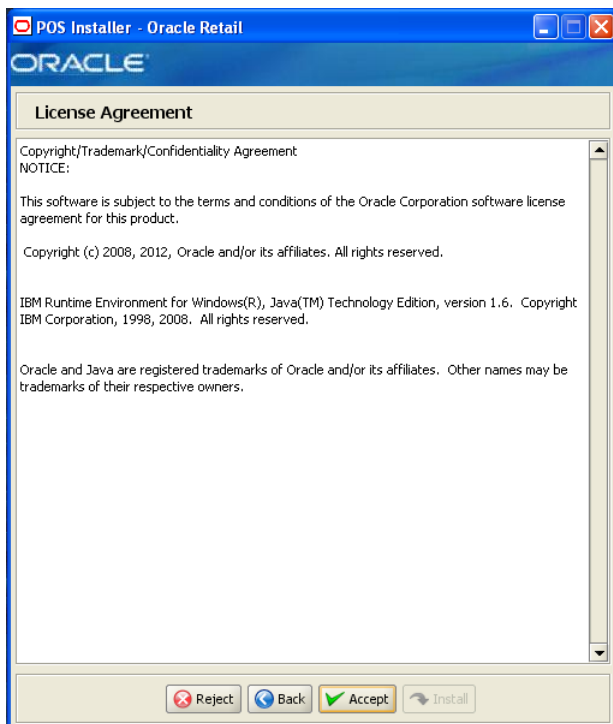 POS Installer - Oracle Retail
ORACLE
License Agreement
Copyright/Trademark/Confidentiality Agreement
NOTICE:
This software is subject to the terms and conditions of the Oracle Corporation software license
agreement for this product.
Copyright (c) 2008, 2012, Oracle and/or its affiliates. All rights reserved.
IBM Runtime Environment for Windows(R), Java(TM) Technology Edition, version 1.6.  Copyright
IBM Corporation, 1998, 2008.  All rights reserved.
Oracle and Java are registered trademarks of Oracle and/or its affiliates.  Other names may be
trademarks of their respective owners.
Reject Back Accept Install